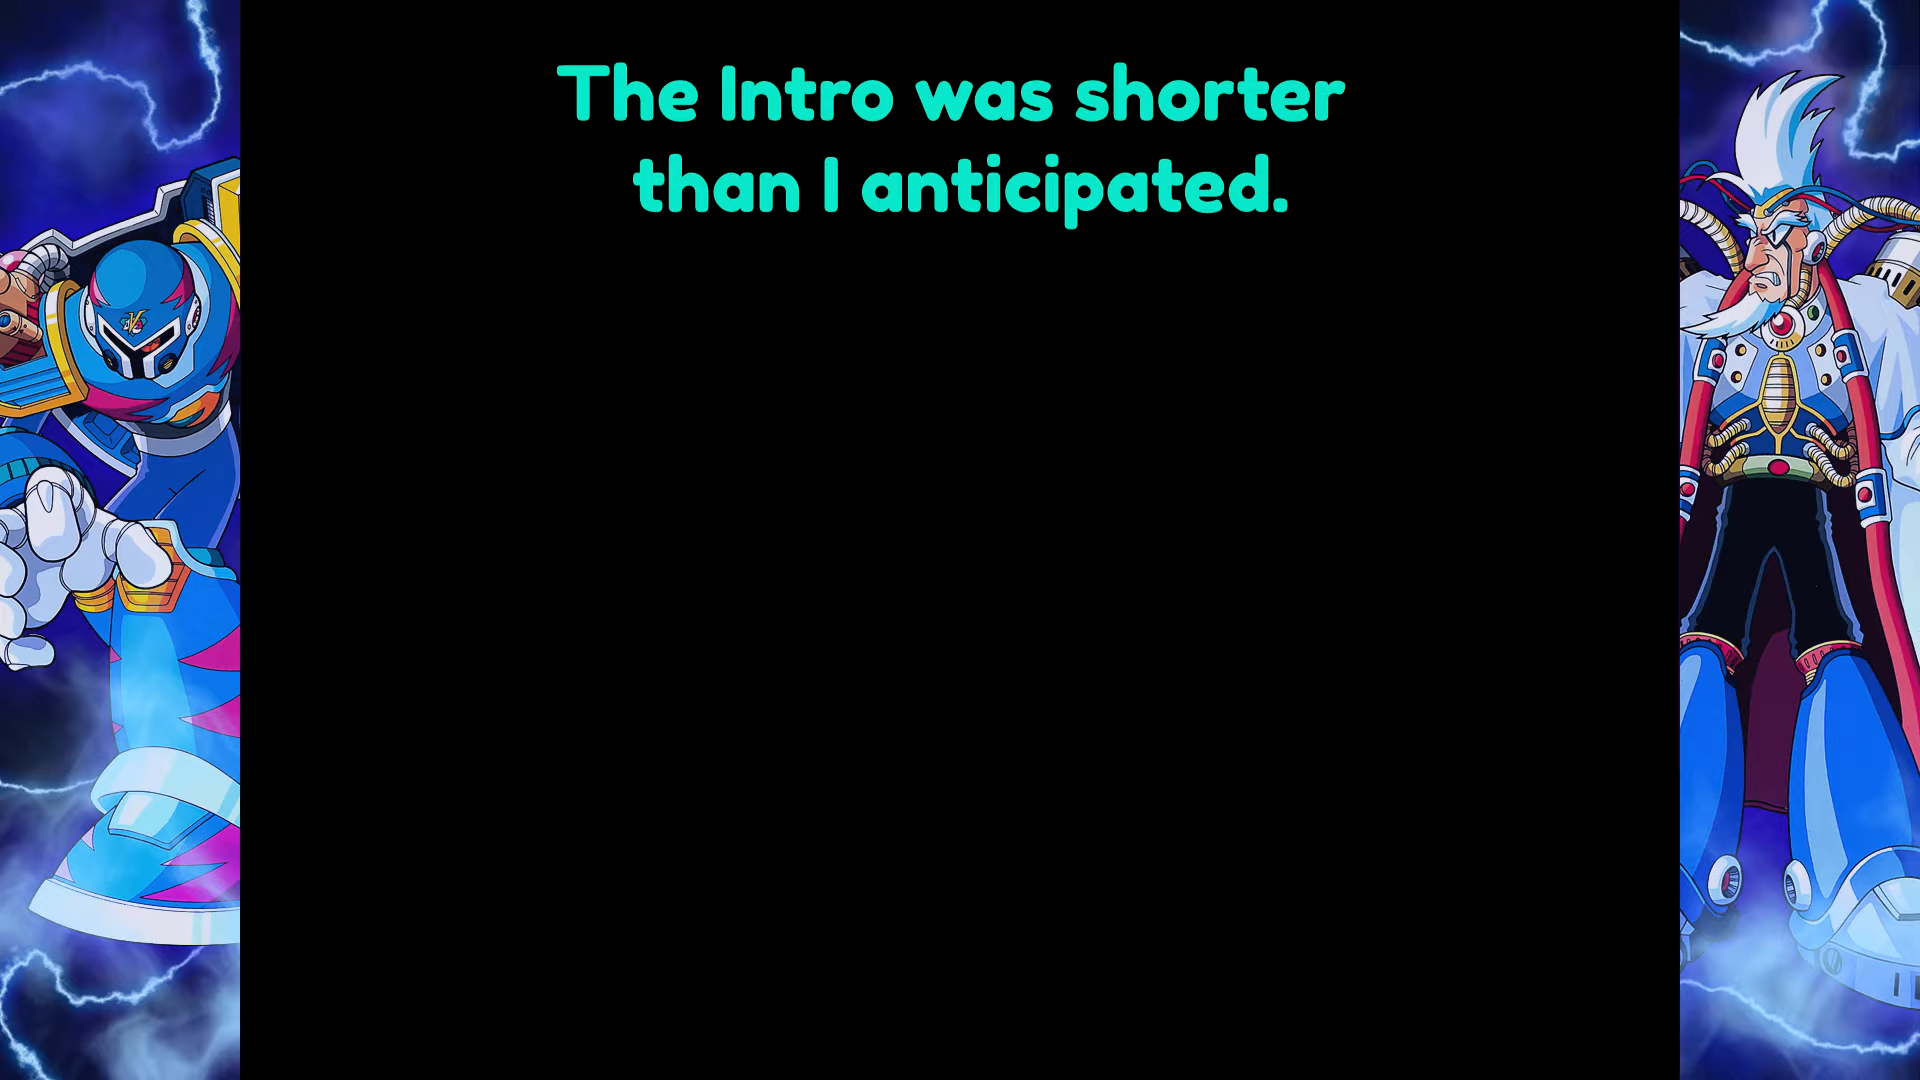 The Intro was shorter
than I anticipated.